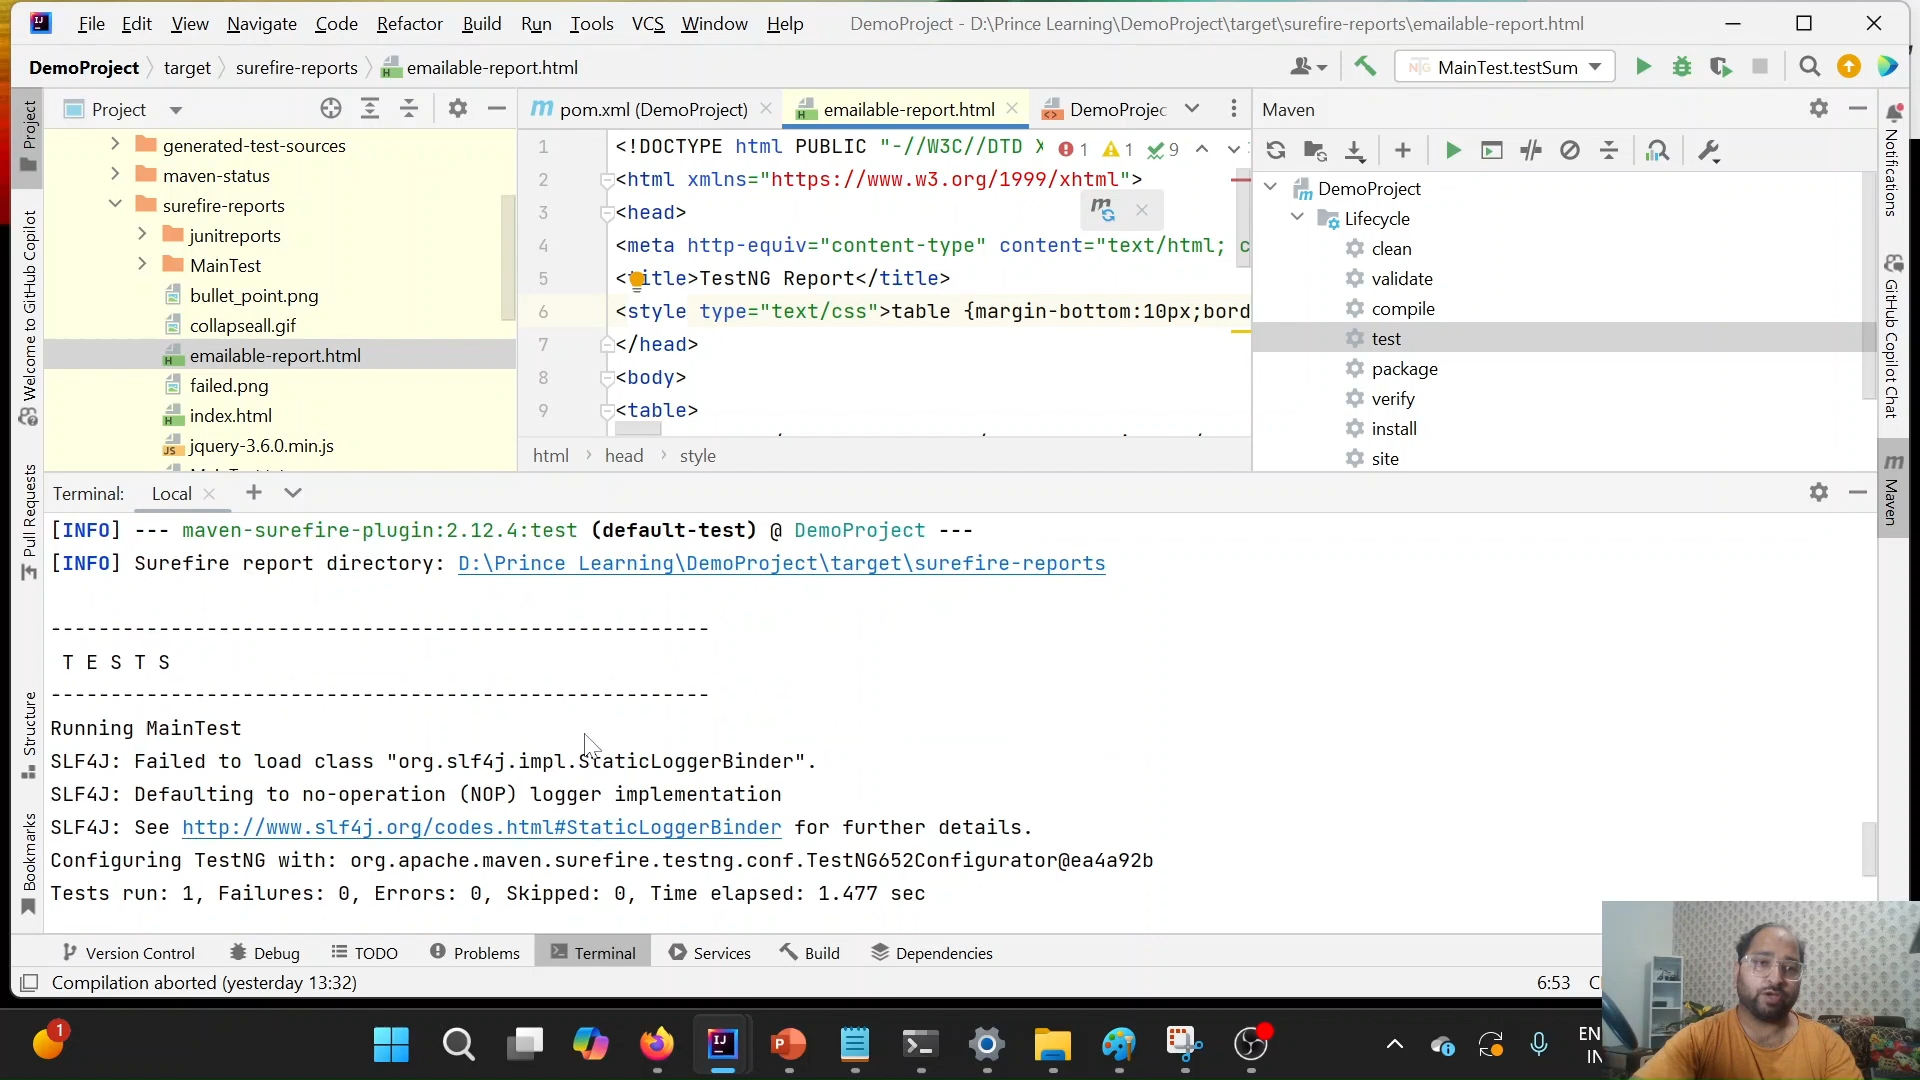 File Edit View Navigate Code Refactor Build Run Tools VCS Window Help DemoProject - D:\Prince Learning\DemoProject\target\surefire-reports\emailable-report.html
DemoProject target surefire-reports emailable-report.html MainTest.testSum
Project
pom.xml (DemoProject) emailable-report.html DemoProjec
Maven
generated-test-sources
maven-status
surefire-reports
junitreports
MainTest
bullet_point.png
collapseall.gif
emailable-report.html
failed.png
index.html
jquery-3.6.0.min.js
1 <!DOCTYPE html PUBLIC "-//W3C//DTD X 1 1 9
2 <html xmlns="https://www.w3.org/1999/xhtml">
3 <head>
4 <meta http-equiv="content-type" content="text/html; c
5 <title>TestNG Report</title>
6 <style type="text/css">table {margin-bottom:10px;bord
7 </head>
8 <body>
9 <table>
html head style
DemoProject
Lifecycle
clean
validate
compile
test
package
verify
install
site
Project
Welcome to GitHub Copilot
Pull Requests
Structure
Bookmarks
Notifications
GitHub Copilot Chat
Maven
Terminal: Local
[INFO] --- maven-surefire-plugin:2.12.4:test (default-test) @ DemoProject ---
[INFO] Surefire report directory: D:\Prince Learning\DemoProject\target\surefire-reports
-------------------------------------------------------
T E S T S
-------------------------------------------------------
Running MainTest
SLF4J: Failed to load class "org.slf4j.impl.StaticLoggerBinder".
SLF4J: Defaulting to no-operation (NOP) logger implementation
SLF4J: See http://www.slf4j.org/codes.html#StaticLoggerBinder for further details.
Configuring TestNG with: org.apache.maven.surefire.testng.conf.TestNG652Configurator@ea4a92b
Tests run: 1, Failures: 0, Errors: 0, Skipped: 0, Time elapsed: 1.477 sec
Version Control Debug TODO Problems Terminal Services Build Dependencies
Compilation aborted (yesterday 13:32) 6:53
1
EN
IN